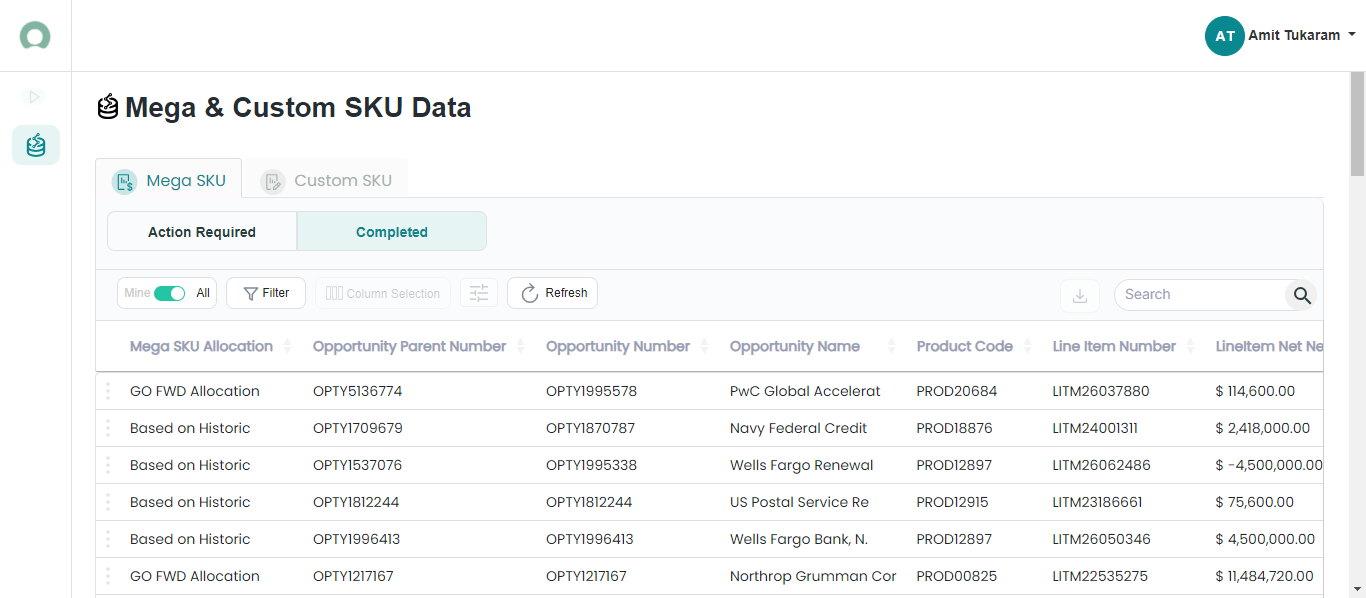 AT Amit Tukaram
Mega & Custom SKU Data
Mega SKU Custom SKU
Action Required Completed
Mine All Filter Column Selection Refresh Search
Mega SKU Allocation Opportunity Parent Number Opportunity Number Opportunity Name Product Code Line Item Number LineItem Net Ne
GO FWD Allocation OPTY5136774 OPTY1995578 PwC Global Accelerat PROD20684 LITM26037880 $ 114,600.00
Based on Historic OPTY1709679 OPTY1870787 Navy Federal Credit PROD18876 LITM24001311 $ 2,418,000.00
Based on Historic OPTY1537076 OPTY1995338 Wells Fargo Renewal PROD12897 LITM26062486 $ -4,500,000.00
Based on Historic OPTY1812244 OPTY1812244 US Postal Service Re PROD12915 LITM23186661 $ 75,600.00
Based on Historic OPTY1996413 OPTY1996413 Wells Fargo Bank, N. PROD12897 LITM26050346 $ 4,500,000.00
GO FWD Allocation OPTY1217167 OPTY1217167 Northrop Grumman Cor PROD00825 LITM22535275 $ 11,484,720.00